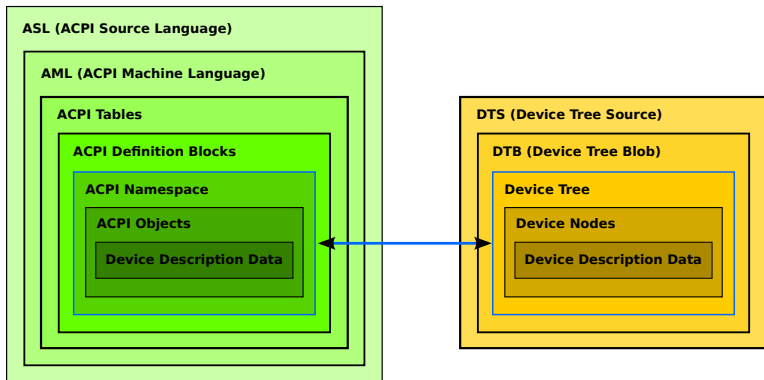 ASL (ACPI Source Language)
AML (ACPI Machine Language)
ACPI Tables
ACPI Definition Blocks
ACPI Namespace
ACPI Objects
Device Description Data
DTS (Device Tree Source)
DTB (Device Tree Blob)
Device Tree
Device Nodes
Device Description Data